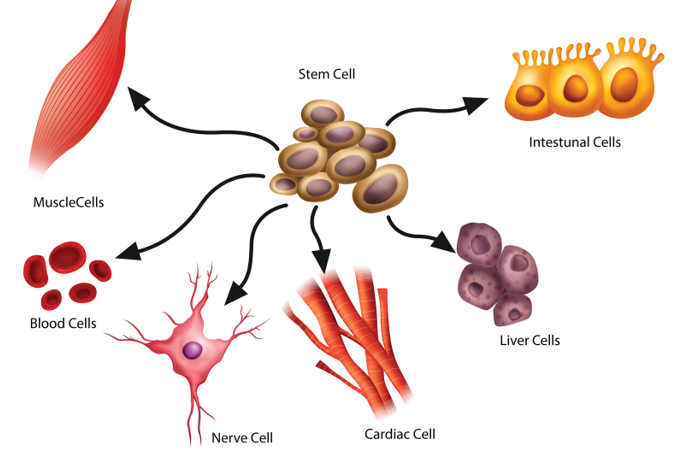 Stem Cell
Intestunal Cells
MuscleCells
Blood Cells
Liver Cells
Nerve Cell
Cardiac Cell